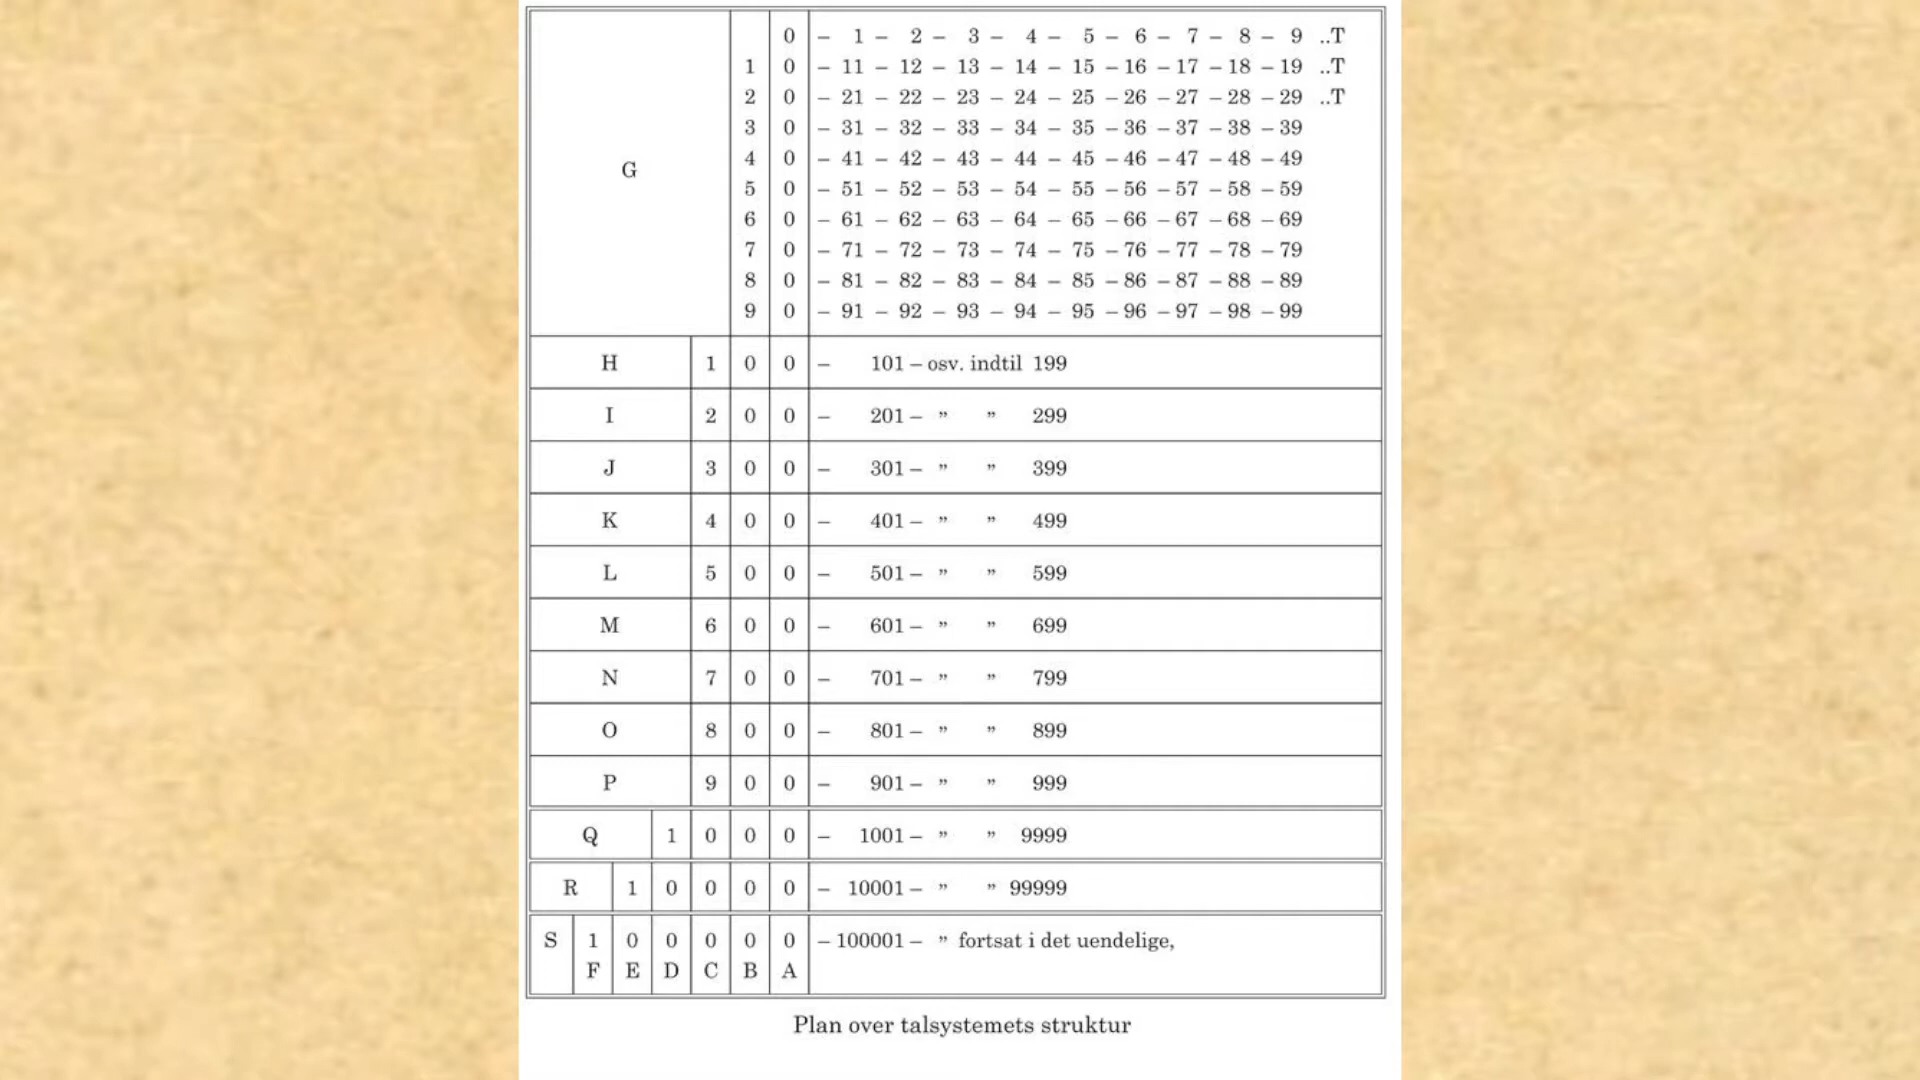 0 – 1 – 2 – 3 – 4 – 5 – 6 – 7 – 8 – 9 ..T
1 0 – 11 – 12 – 13 – 14 – 15 – 16 – 17 – 18 – 19 ..T
2 0 – 21 – 22 – 23 – 24 – 25 – 26 – 27 – 28 – 29 ..T
3 0 – 31 – 32 – 33 – 34 – 35 – 36 – 37 – 38 – 39
4 0 – 41 – 42 – 43 – 44 – 45 – 46 – 47 – 48 – 49
G
5 0 – 51 – 52 – 53 – 54 – 55 – 56 – 57 – 58 – 59
6 0 – 61 – 62 – 63 – 64 – 65 – 66 – 67 – 68 – 69
7 0 – 71 – 72 – 73 – 74 – 75 – 76 – 77 – 78 – 79
8 0 – 81 – 82 – 83 – 84 – 85 – 86 – 87 – 88 – 89
9 0 – 91 – 92 – 93 – 94 – 95 – 96 – 97 – 98 – 99
H 1 0 0 – 101 – osv. indtil 199
I 2 0 0 – 201 – ” ” 299
J 3 0 0 – 301 – ” ” 399
K 4 0 0 – 401 – ” ” 499
L 5 0 0 – 501 – ” ” 599
M 6 0 0 – 601 – ” ” 699
N 7 0 0 – 701 – ” ” 799
O 8 0 0 – 801 – ” ” 899
P 9 0 0 – 901 – ” ” 999
Q 1 0 0 0 – 1001 – ” ” 9999
R 1 0 0 0 0 – 10001 – ” ” 99999
S 1 0 0 0 0 0 – 100001 – ” fortsat i det uendelige,
F E D C B A
Plan over talsystemets struktur